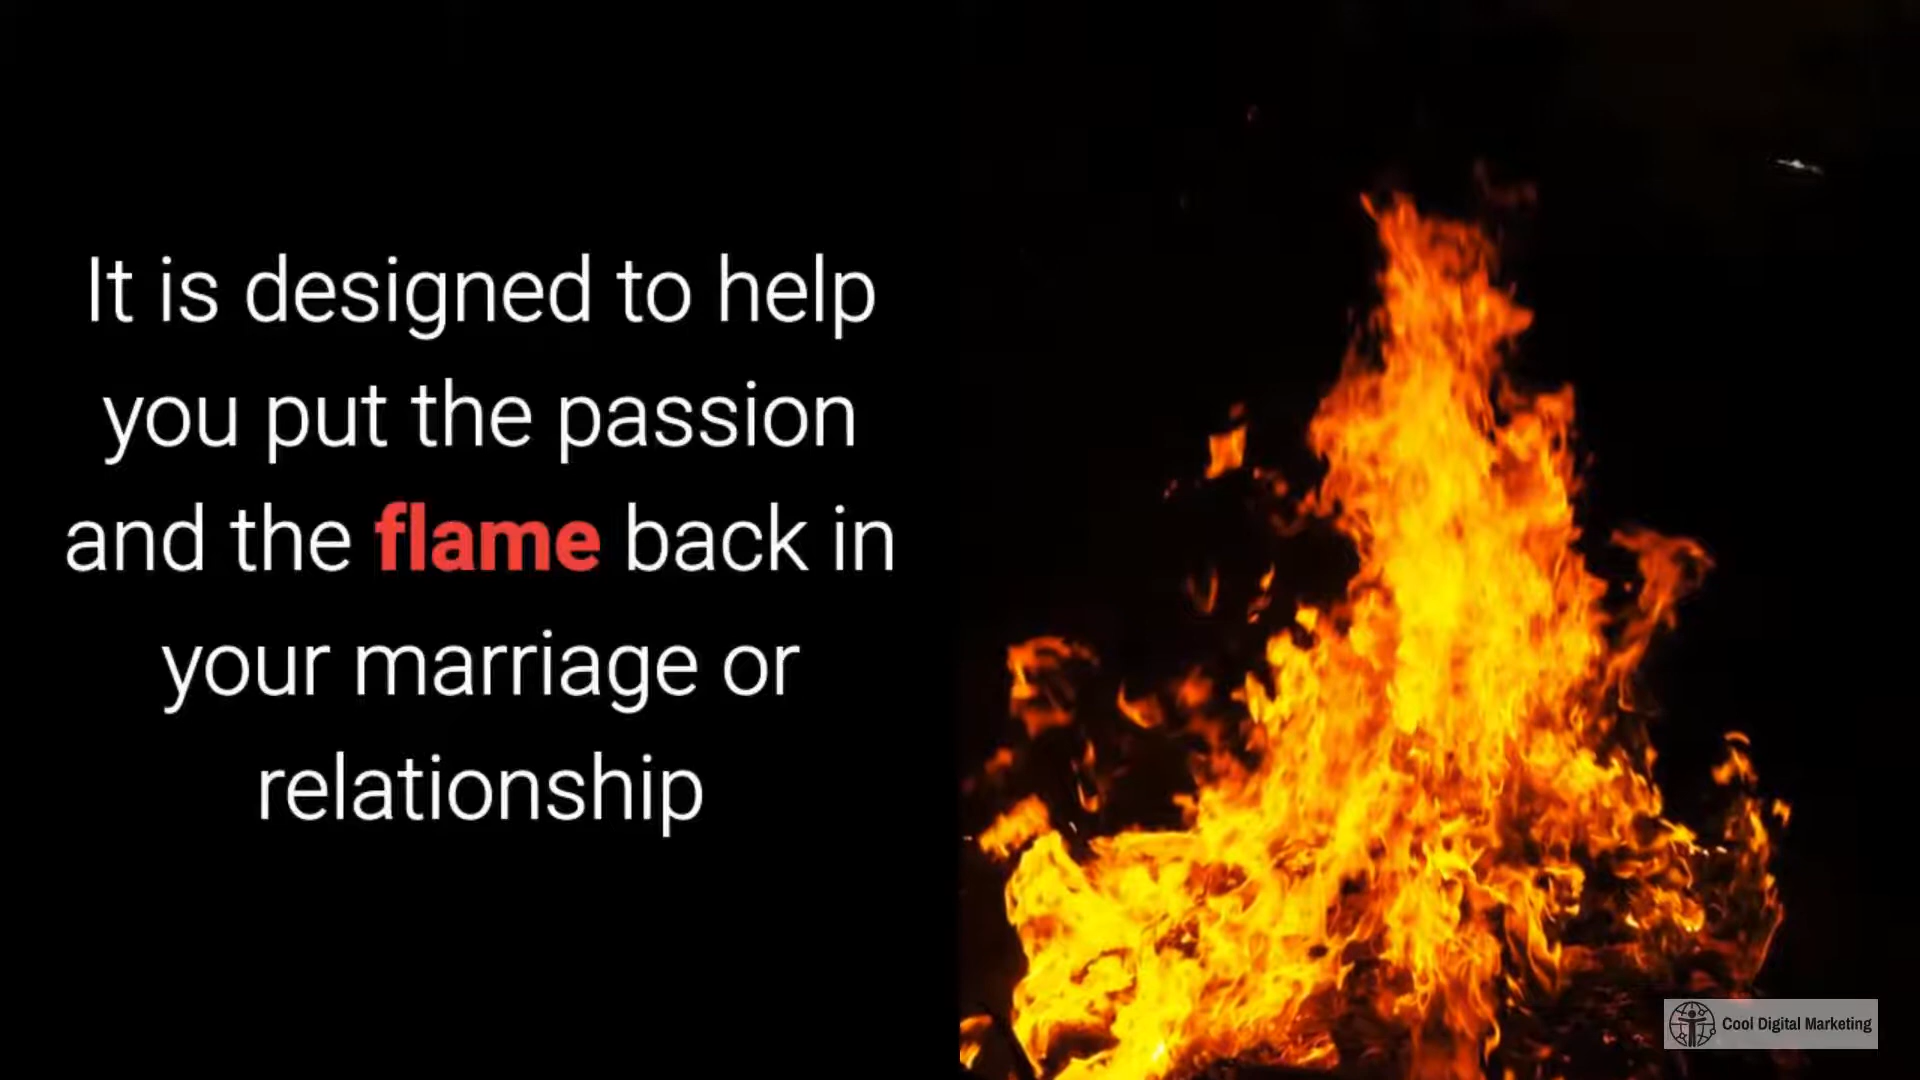 It is designed to help
you put the passion
and the flame back in
your marriage or
relationship
Cool Digital Marketing